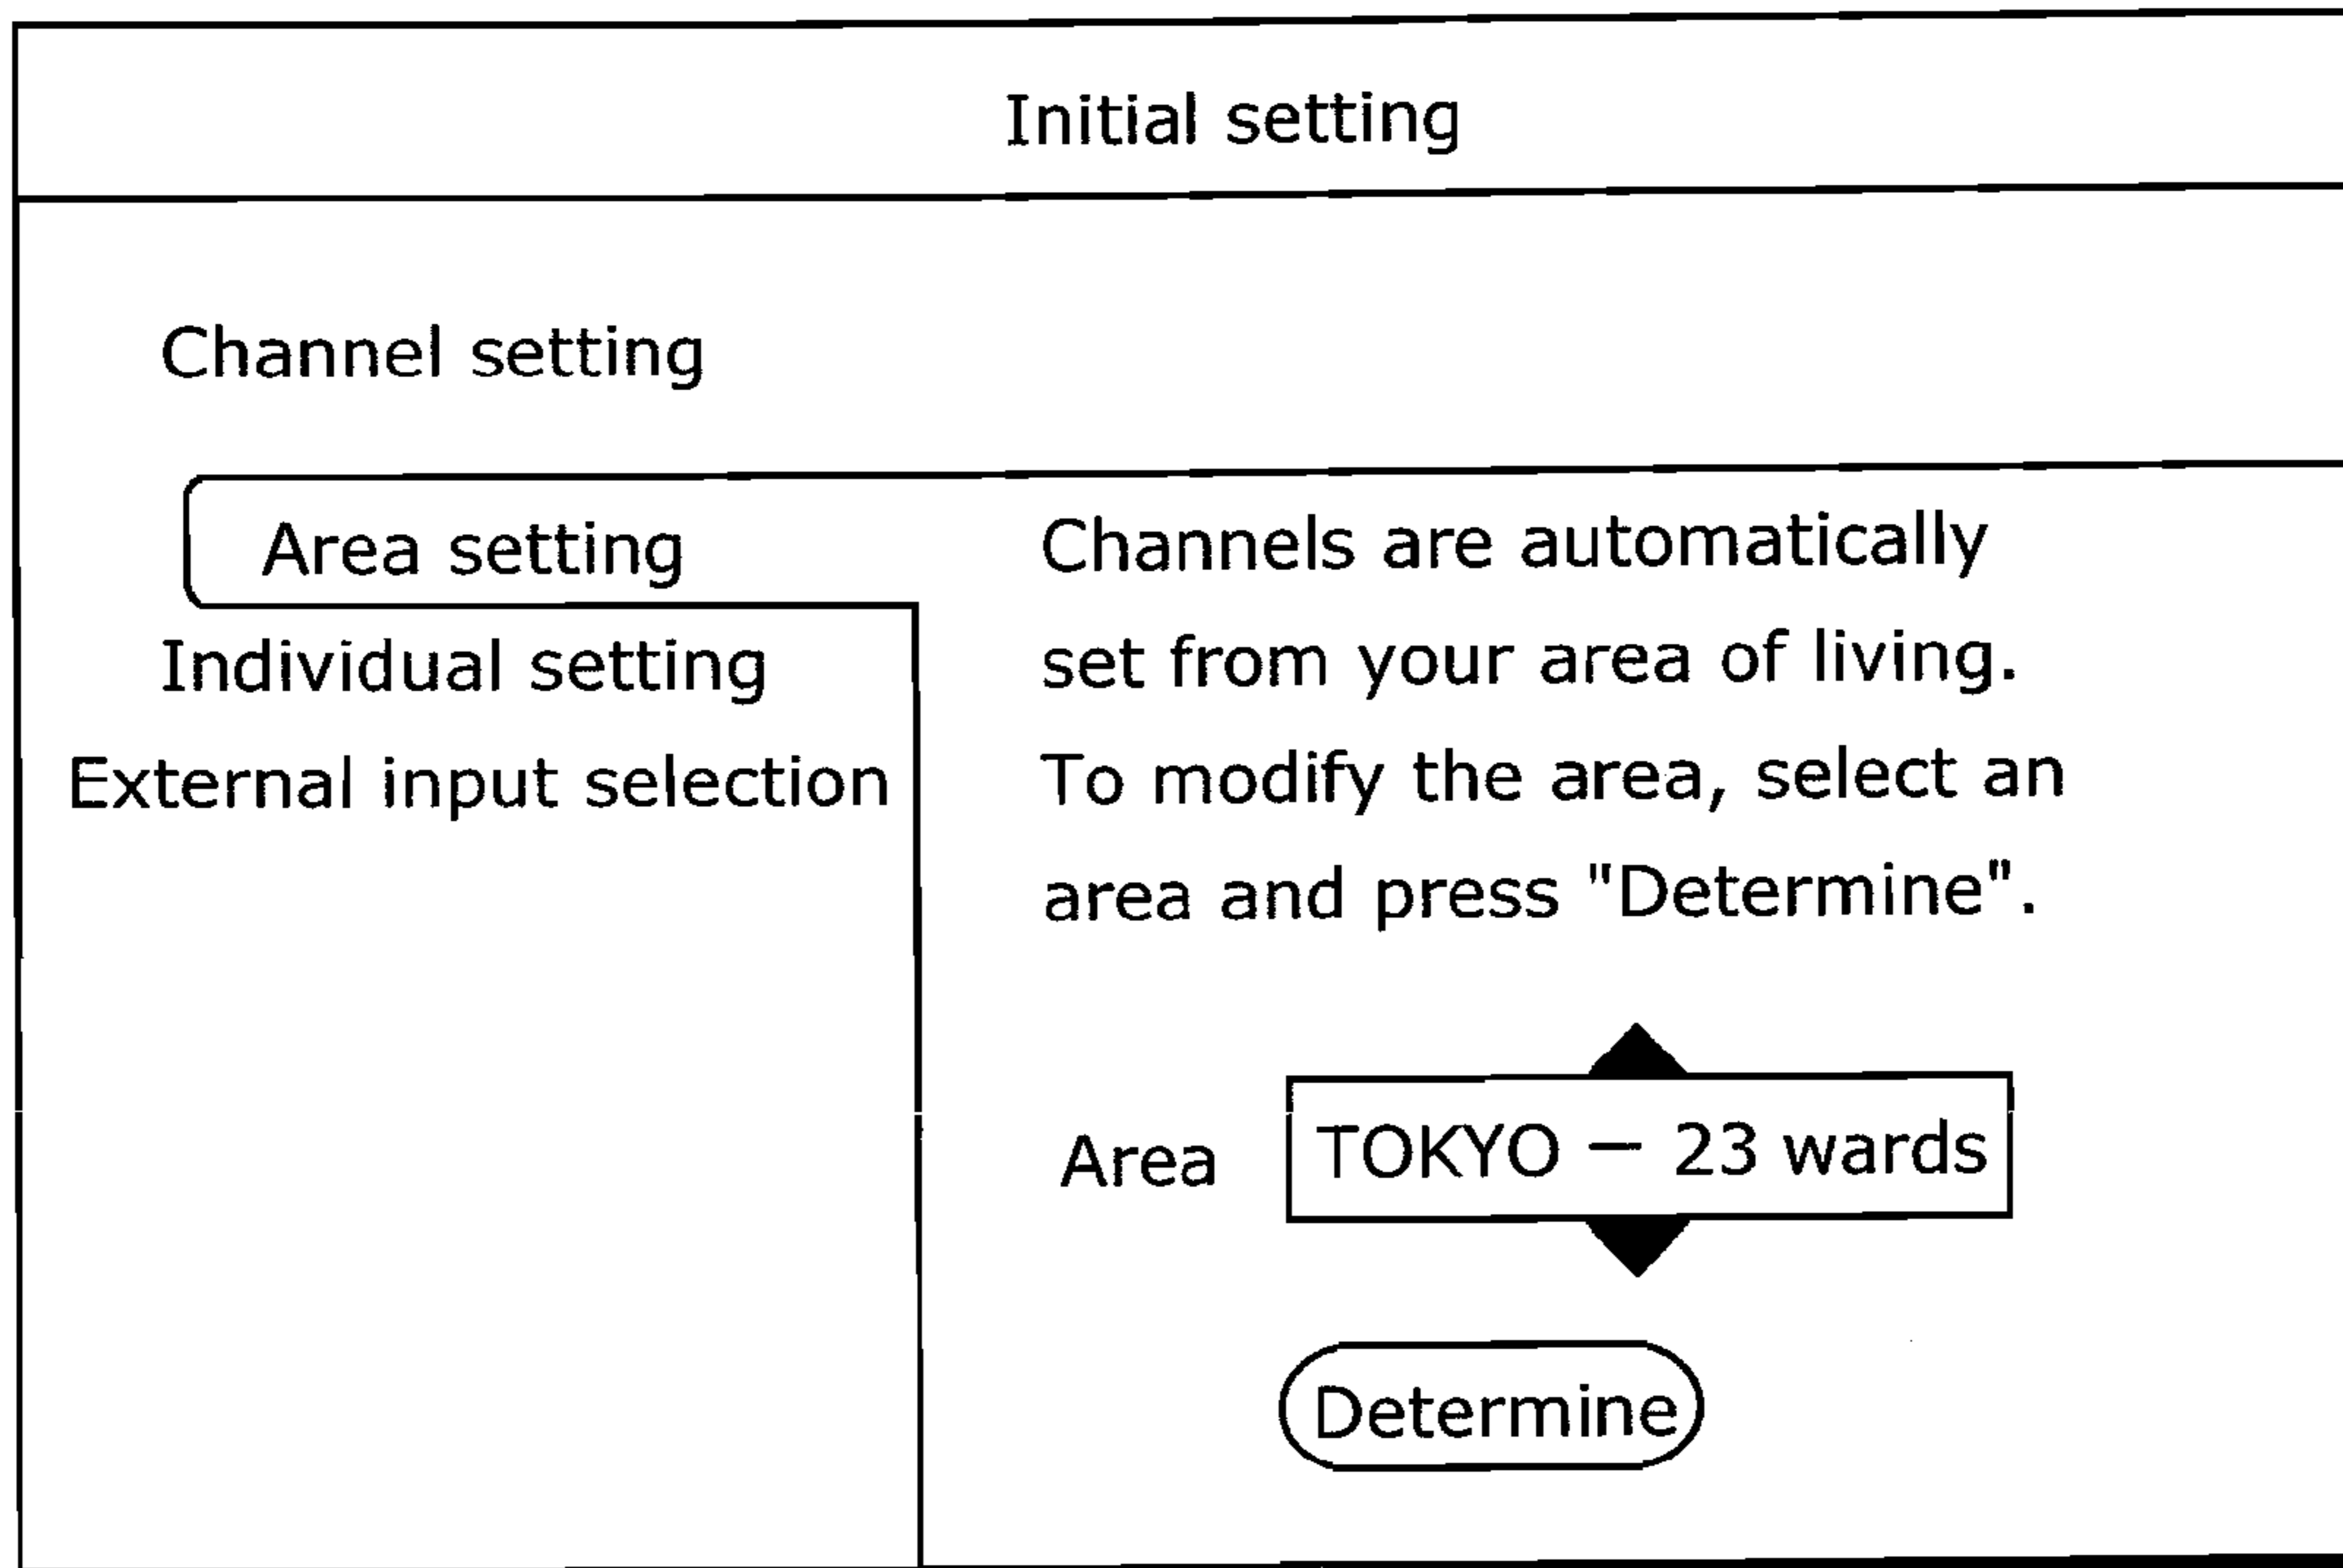 Initial setting
Channel setting
Area setting
Individual setting
External input selection
Channels are automatically
set from your area of living.
To modify the area, select an
area and press "Determine".
Area
TOKYO — 23 wards
Determine